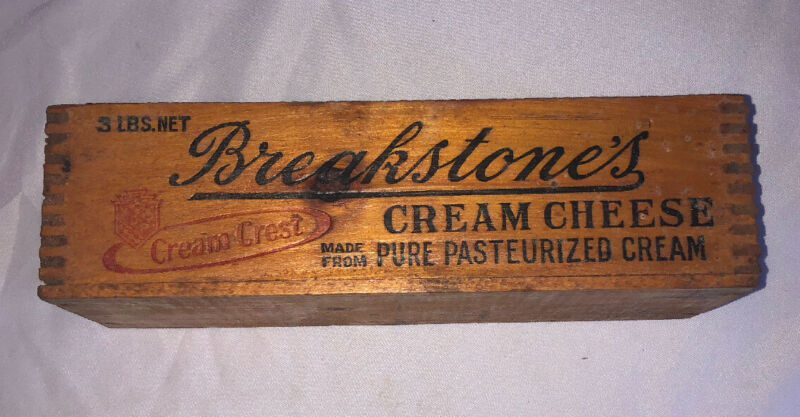 3 LBS. NET
Breakstone's
Cream Crest
CREAM CHEESE
MADE FROM PURE PASTEURIZED CREAM